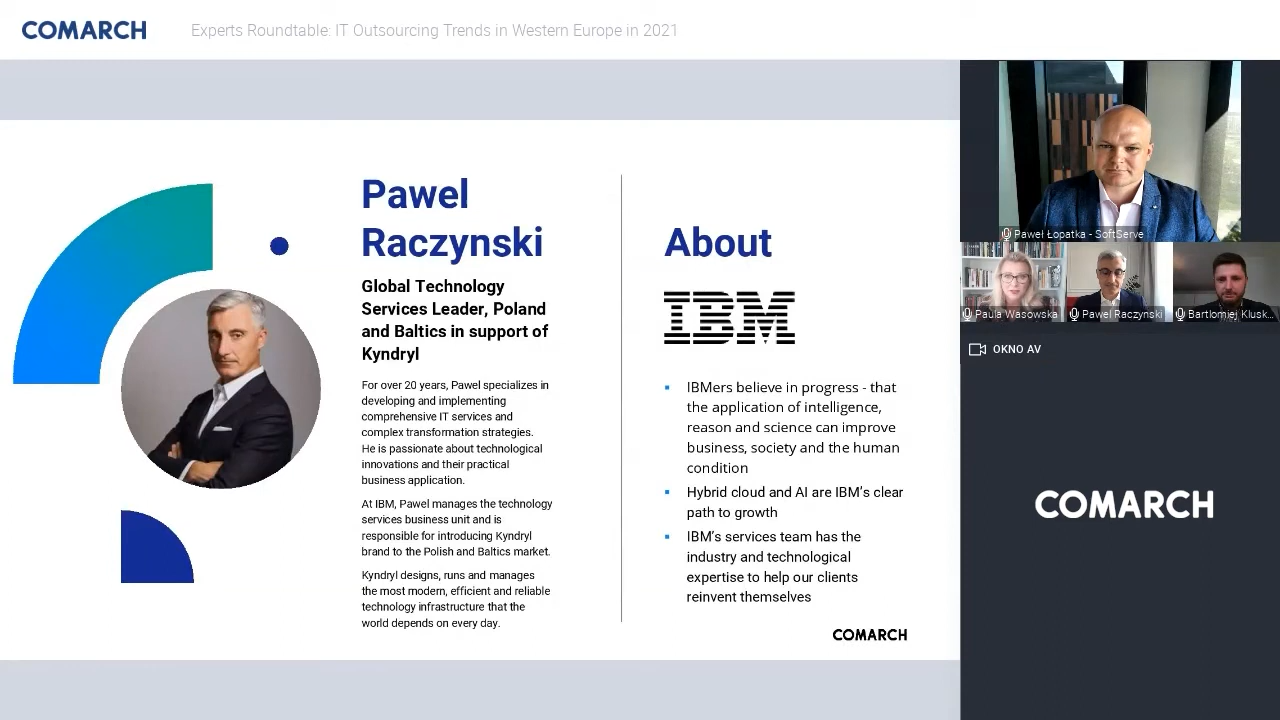 COMARCH
Experts Roundtable: IT Outsourcing Trends in Western Europe in 2021
Pawel
Raczynski
Global Technology
Services Leader, Poland
and Baltics in support of
Kyndryl
For over 20 years, Pawel specializes in
developing and implementing
comprehensive IT services and
complex transformation strategies.
He is passionate about technological
innovations and their practical
business application.
At IBM, Pawel manages the technology
services business unit and is
responsible for introducing Kyndryl
brand to the Polish and Baltics market.
Kyndryl designs, runs and manages
the most modern, efficient and reliable
technology infrastructure that the
world depends on every day.
About
IBM
▪ IBMers believe in progress - that
the application of intelligence,
reason and science can improve
business, society and the human
condition
▪ Hybrid cloud and AI are IBM's clear
path to growth
▪ IBM's services team has the
industry and technological
expertise to help our clients
reinvent themselves
COMARCH
Paweł Łopatka - SoftServe
Paula Wąsowska
Paweł Raczyński
Bartłomiej Klusk...
OKNO AV
COMARCH